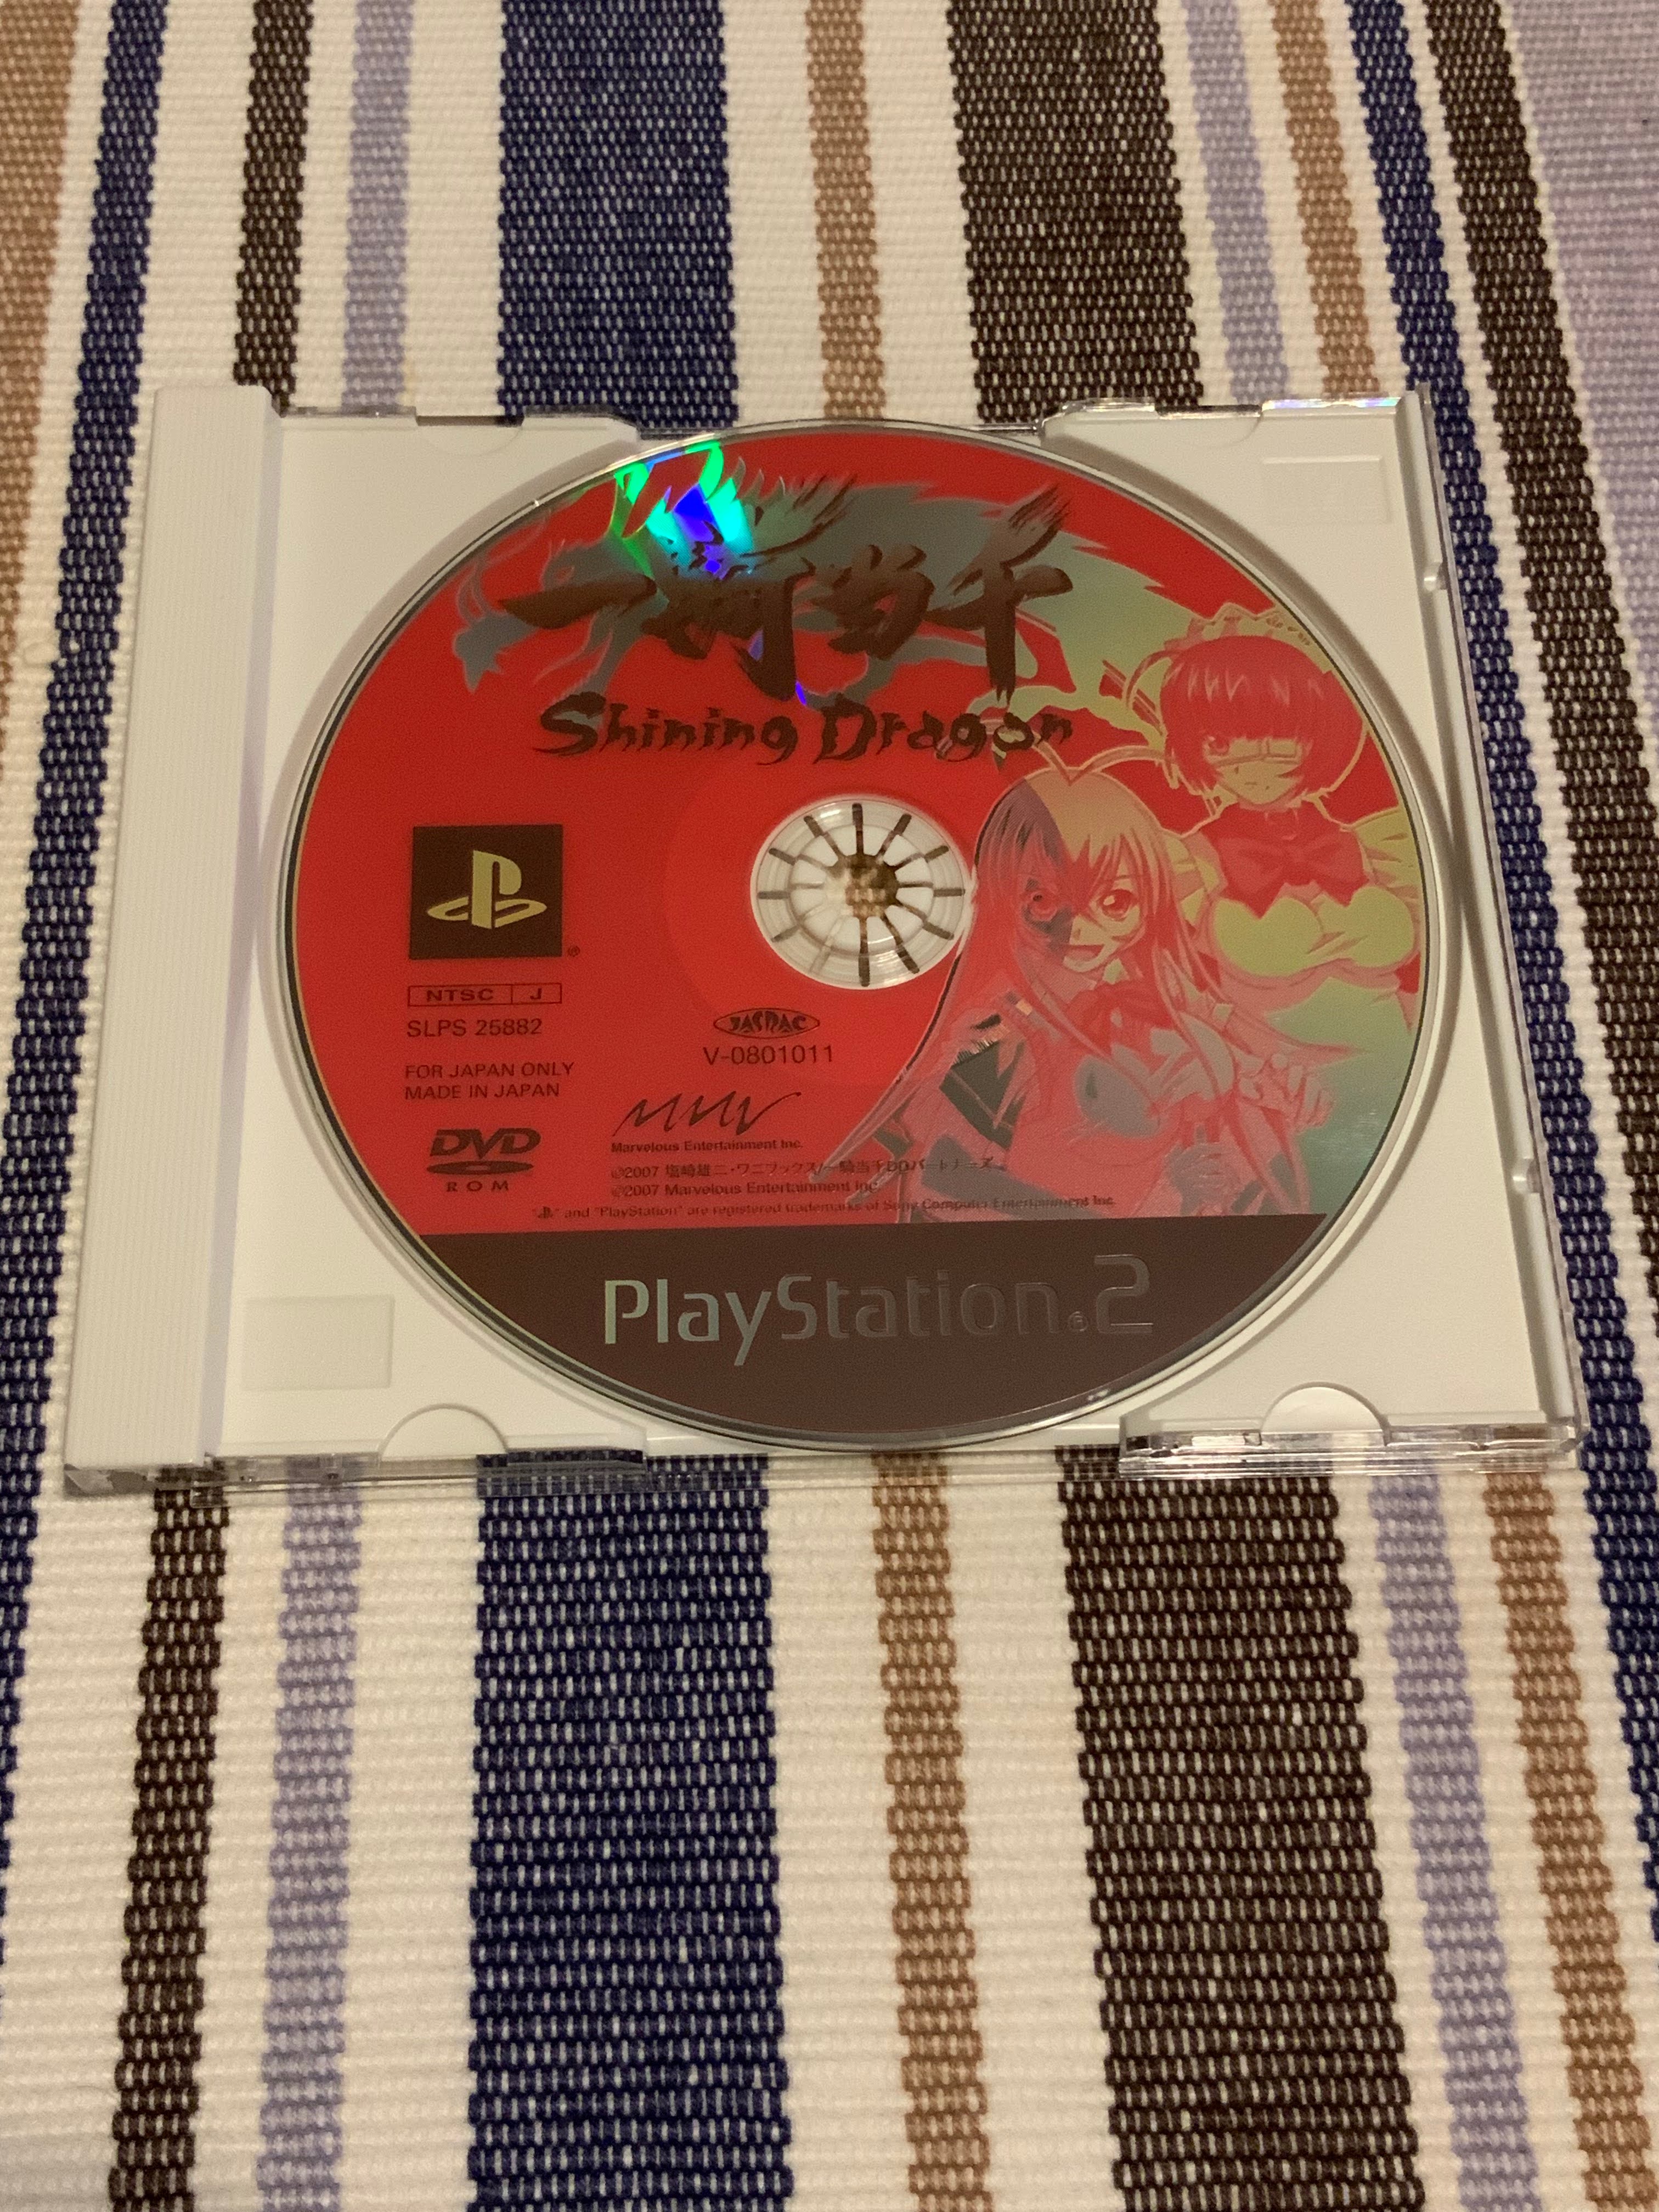 一騎当千
Shining Dragon
NTSC J
SLPS 25882
FOR JAPAN ONLY
MADE IN JAPAN
DVD
ROM
JASRAC
V-0801011
MMV
Marvelous Entertainment Inc.
©2007 塩崎雄二・ワニブックス/一騎当千DDパートナーズ
©2007 Marvelous Entertainment Inc.
"PS" and "PlayStation" are registered trademarks of Sony Computer Entertainment Inc.
PlayStation®2